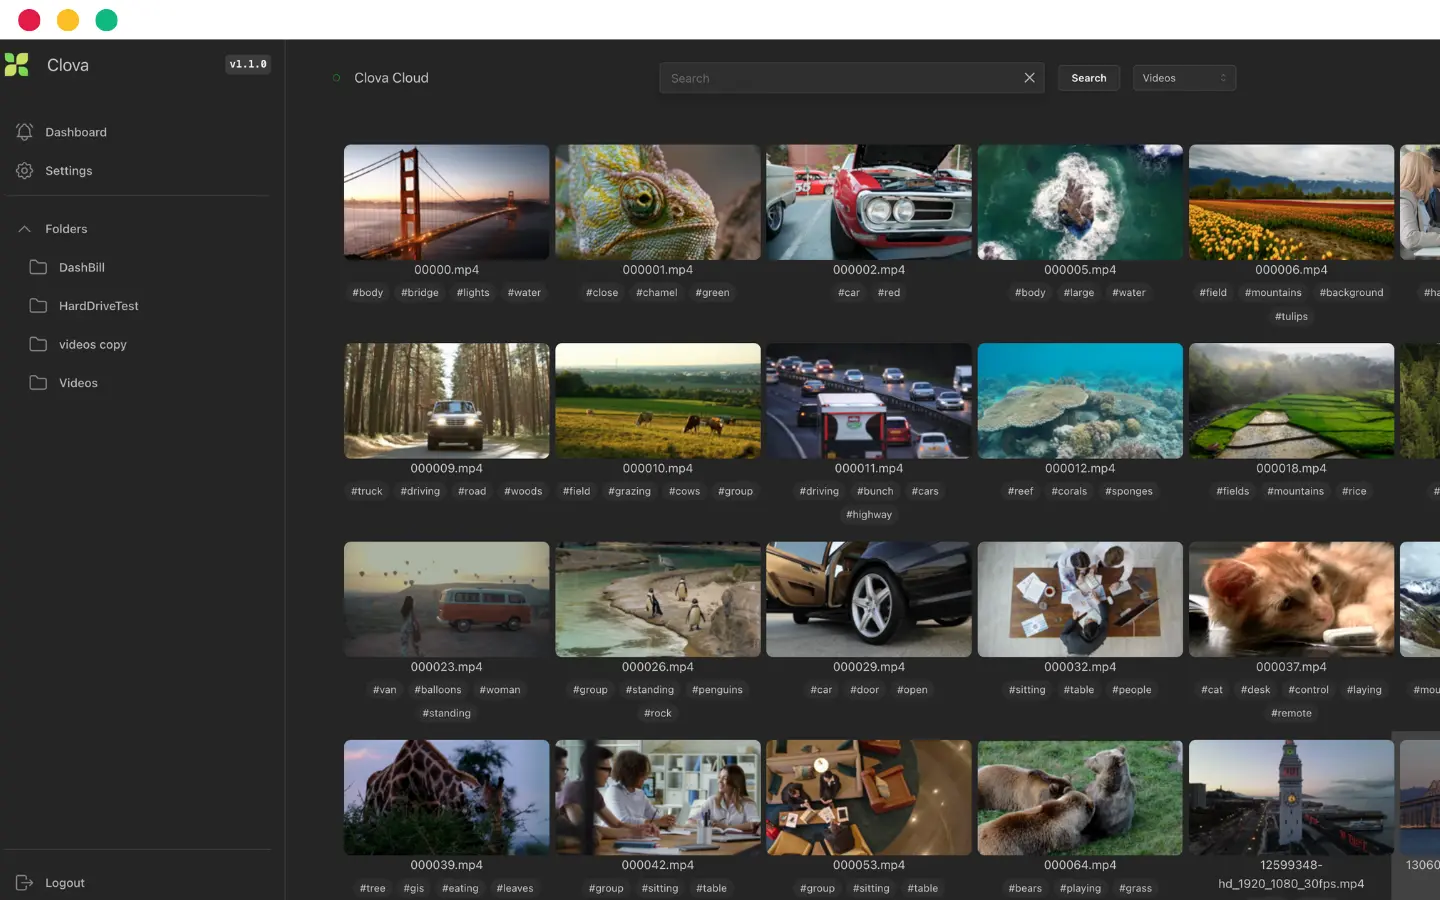 Clova
v1.1.0
Dashboard
Settings
Folders
DashBill
HardDriveTest
videos copy
Videos
Logout
Clova Cloud
Search
Search
Videos
00000.mp4
#body #bridge #lights #water
000001.mp4
#close #chamel #green
000002.mp4
#car #red
000005.mp4
#body #large #water
000006.mp4
#field #mountains #background
#tulips
000009.mp4
#truck #driving #road #woods
000010.mp4
#field #grazing #cows #group
000011.mp4
#driving #bunch #cars
#highway
000012.mp4
#reef #corals #sponges
000018.mp4
#fields #mountains #rice
000023.mp4
#van #balloons #woman
#standing
000026.mp4
#group #standing #penguins
#rock
000029.mp4
#car #door #open
000032.mp4
#sitting #table #people
000037.mp4
#cat #desk #control #laying
#remote
#mou
000039.mp4
#tree #gis #eating #leaves
000042.mp4
#group #sitting #table
000053.mp4
#group #sitting #table
000064.mp4
#bears #playing #grass
12599348-
hd_1920_1080_30fps.mp4
13060